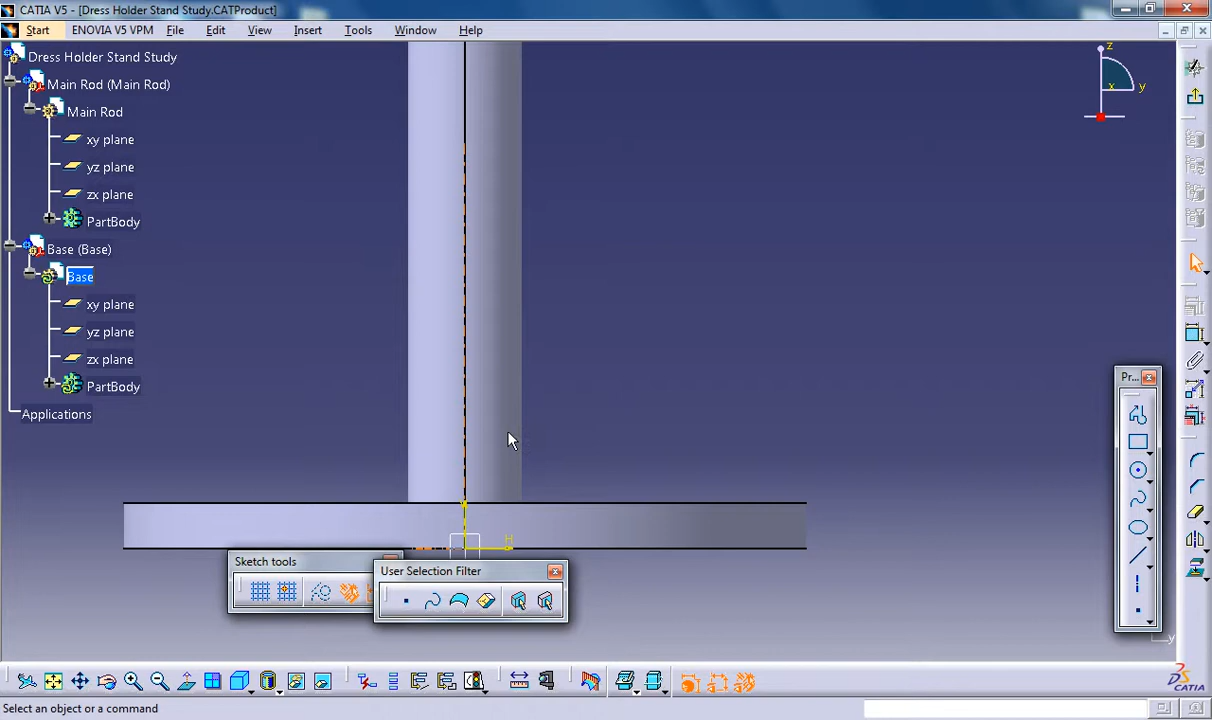 CATIA V5 - [Dress Holder Stand Study.CATProduct]
Start ENOVIA V5 VPM File Edit View Insert Tools Window Help
Dress Holder Stand Study
Main Rod (Main Rod)
Main Rod
xy plane
yz plane
zx plane
PartBody
Base (Base)
Base
xy plane
yz plane
zx plane
PartBody
Applications
z
x
y
Pr...
H
Sketch tools
User Selection Filter
y
CATIA
Select an object or a command